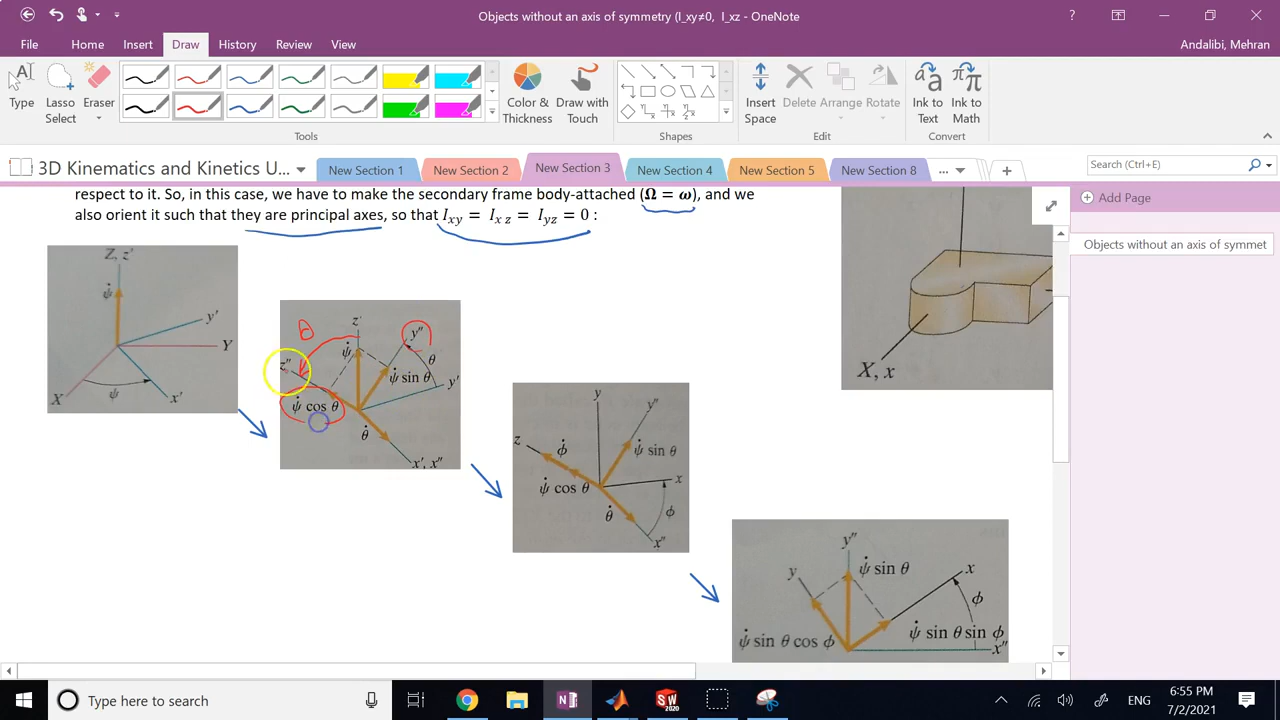 Objects without an axis of symmetry (I_xy≠0, I_xz - OneNote
File Home Insert Draw History Review View
Andalibi, Mehran
Type
Lasso Select
Eraser
Color & Thickness
Draw with Touch
Insert Space
Delete
Arrange
Rotate
Ink to Text
Ink to Math
Tools
Shapes
Edit
Convert
3D Kinematics and Kinetics U...
New Section 1
New Section 2
New Section 3
New Section 4
New Section 5
New Section 8
...
Search (Ctrl+E)
Add Page
Objects without an axis of symmet
respect to it. So, in this case, we have to make the secondary frame body-attached (Ω = ω), and we
also orient it such that they are principal axes, so that I_xy = I_xz = I_yz = 0 :
Z, z'
ψ̇
y'
Y
X
ψ
x'
θ
z'
y''
z''
ψ̇
θ
ψ̇ sin θ
y'
ψ̇ cos θ
θ̇
x', x''
y
y''
z
φ̇
ψ̇ sin θ
x
ψ̇ cos θ
θ̇
φ
x''
X, x
y''
y
ψ̇ sin θ
x
φ
ψ̇ sin θ cos φ
ψ̇ sin θ sin φ
x''
Type here to search
SW
2020
ENG
6:55 PM
7/2/2021